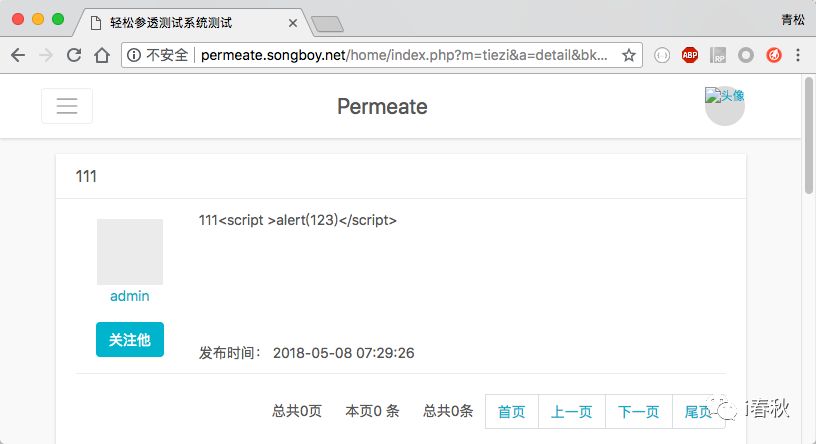 轻松参透测试系统测试
青松
不安全 permeate.songboy.net/home/index.php?m=tiezi&a=detail&bk...
ABP
RP
Permeate
头像
111
111<script >alert(123)</script>
admin
关注他
发布时间： 2018-05-08 07:29:26
总共0页 本页0 条 总共0条 首页 上一页 下一页 尾页
i春秋